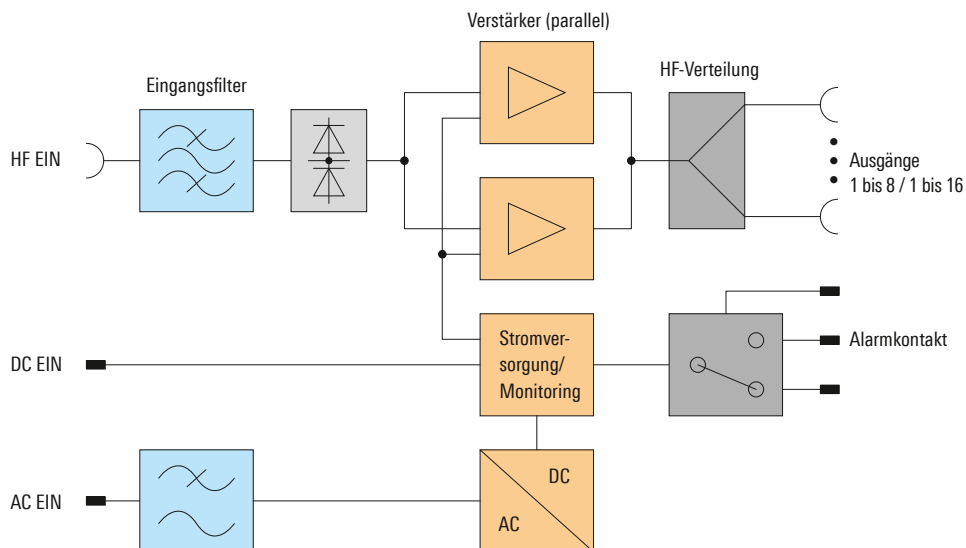 Verstärker (parallel)
Eingangsfilter
HF-Verteilung
HF EIN
Ausgänge
1 bis 8 / 1 bis 16
DC EIN
Stromver-
sorgung/
Monitoring
Alarmkontakt
AC EIN
DC
AC